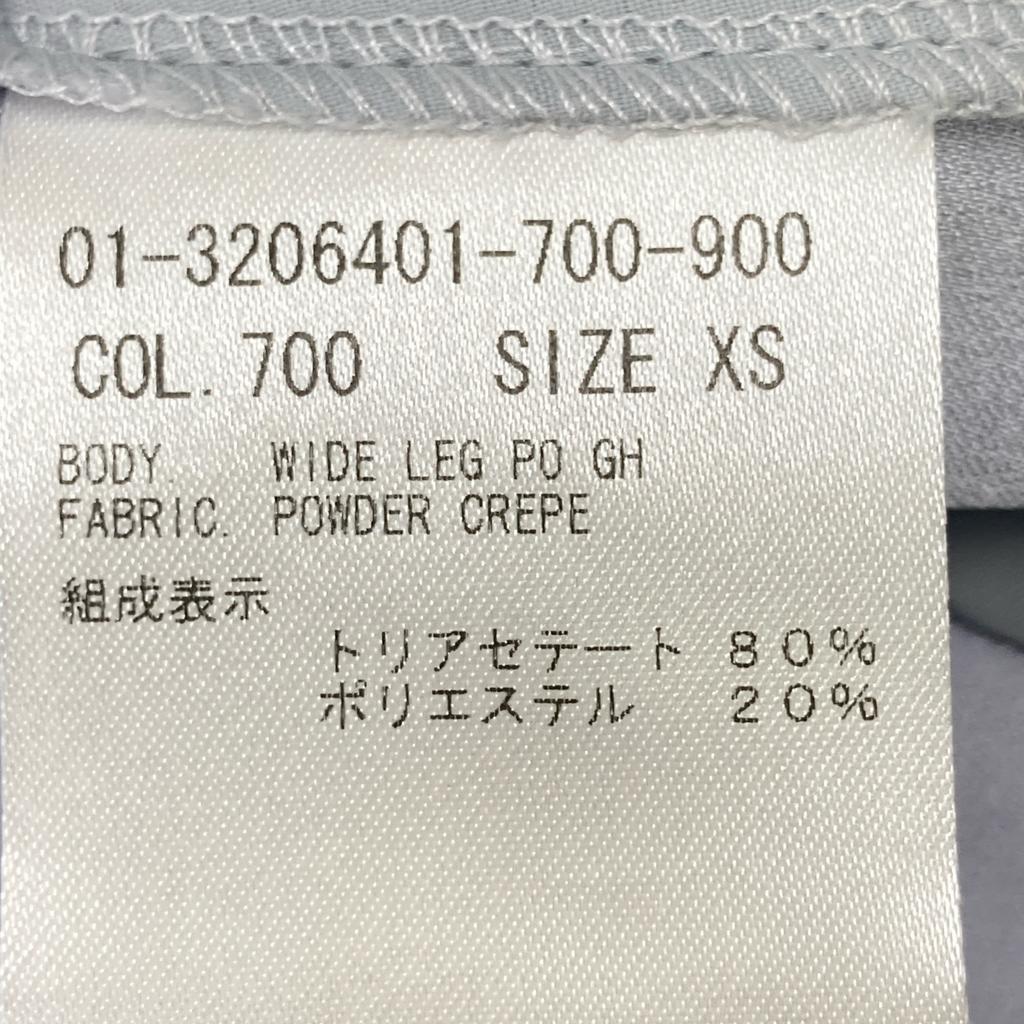 01-3206401-700-900
COL. 700 SIZE XS
BODY. WIDE LEG PO GH
FABRIC. POWDER CREPE
組成表示
トリアセテート 80%
ポリエステル 20%